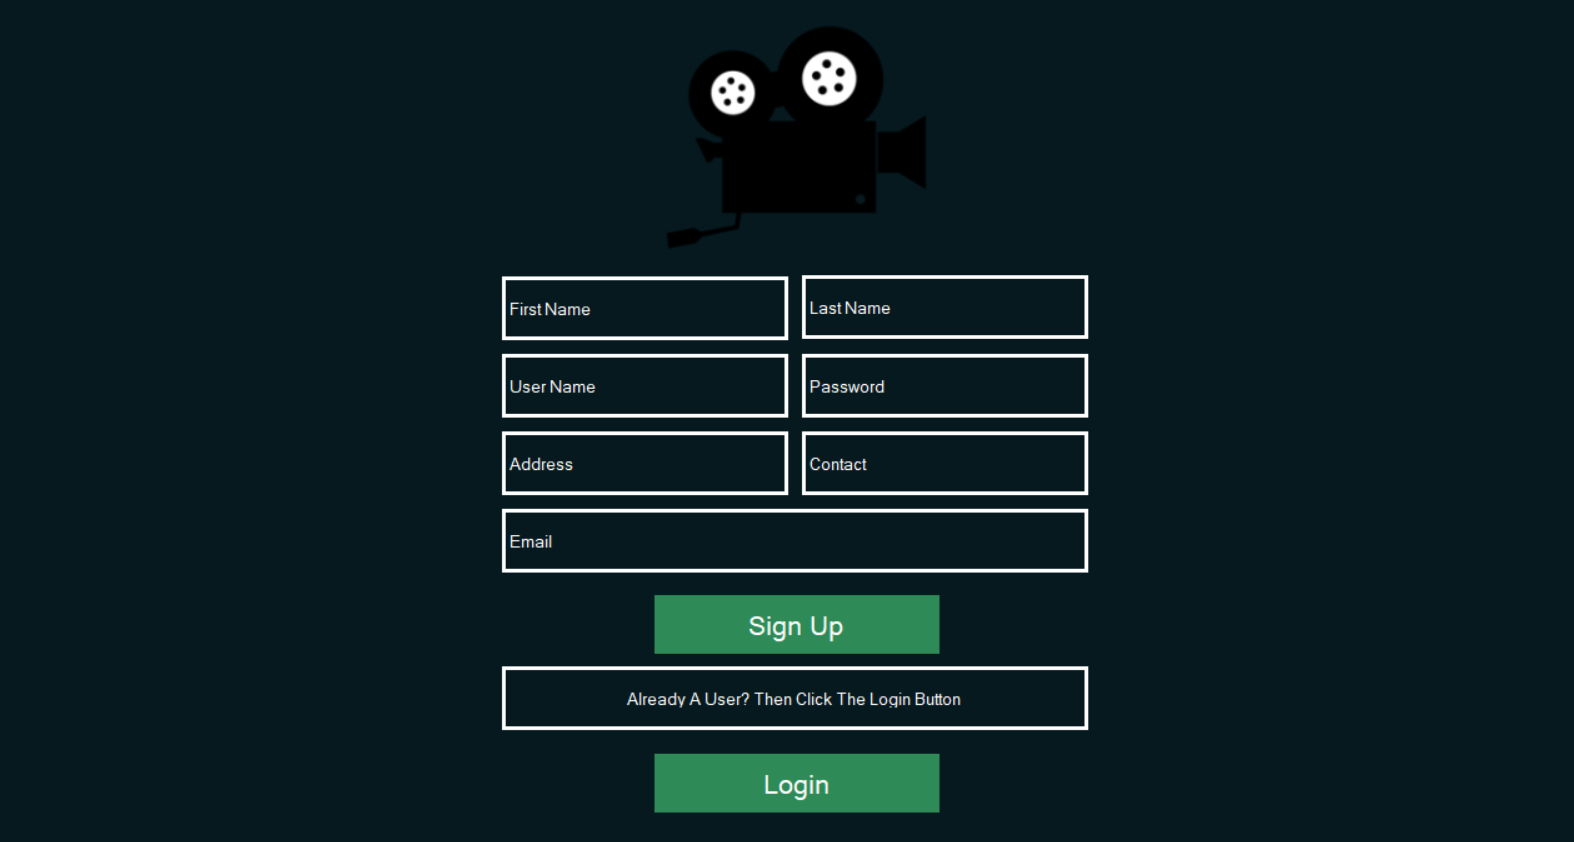 First Name
Last Name
User Name
Password
Address
Contact
Email
Sign Up
Already A User? Then Click The Login Button
Login